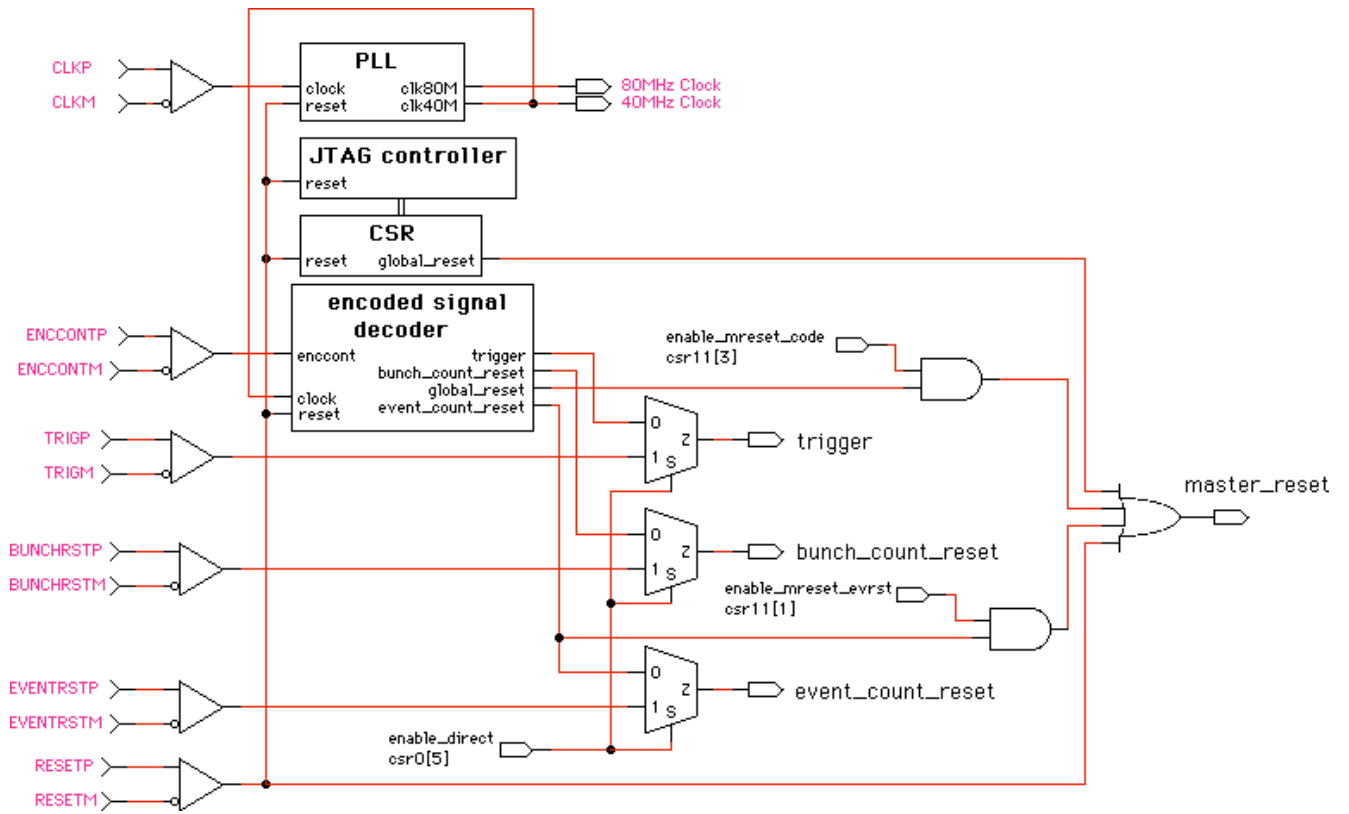 PLL
CLKP
CLKM
clock
reset
clk80M
clk40M
80MHz Clock
40MHz Clock
JTAG controller
reset
CSR
reset
global_reset
encoded signal
decoder
ENCCONTP
ENCCONTM
enccont
clock
reset
trigger
bunch_count_reset
global_reset
event_count_reset
enable_mreset_code
csr11[3]
TRIGP
TRIGM
0
1
S
Z
trigger
master_reset
BUNCHRSTP
BUNCHRSTM
0
1
S
Z
bunch_count_reset
enable_mreset_evrst
csr11[1]
EVENTRSTP
EVENTRSTM
0
1
S
Z
event_count_reset
enable_direct
csr0[5]
RESETP
RESETM